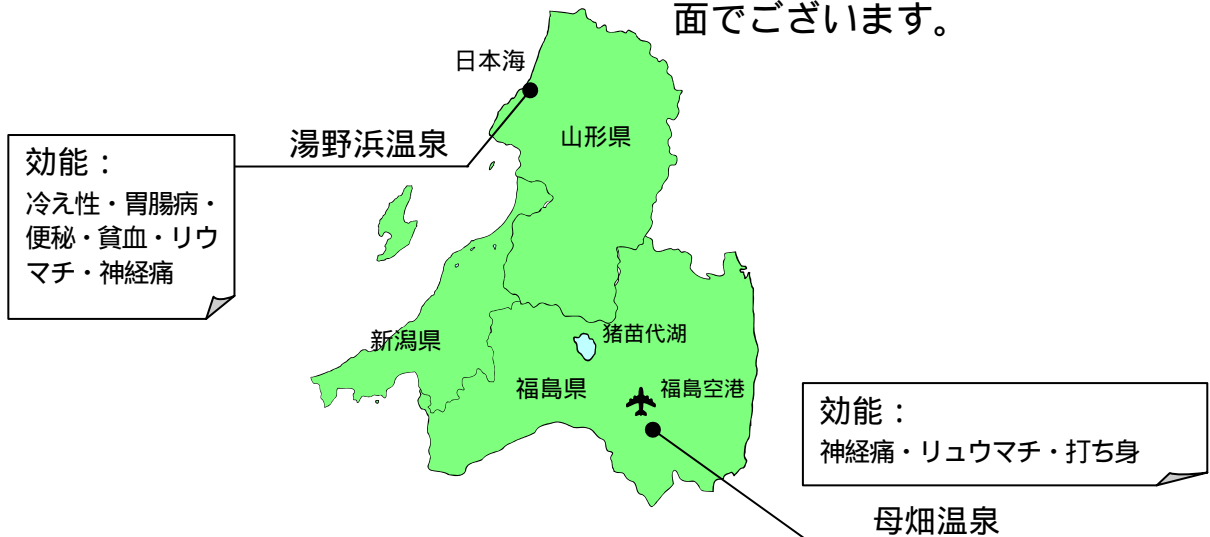 面でございます。
日本海
山形県
湯野浜温泉
効能：
冷え性・胃腸病・
便秘・貧血・リウ
マチ・神経痛
新潟県
猪苗代湖
福島県
福島空港
効能：
神経痛・リュウマチ・打ち身
母畑温泉